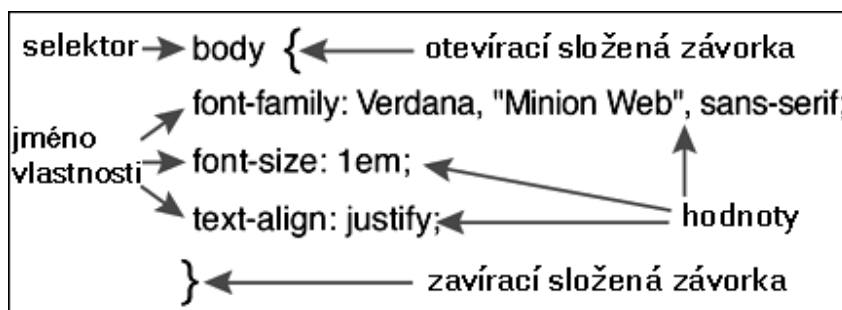 selektor body { otevírací složená závorka
font-family: Verdana, "Minion Web", sans-serif;
jméno
vlastnosti
font-size: 1em;
text-align: justify;
hodnoty
} zavírací složená závorka